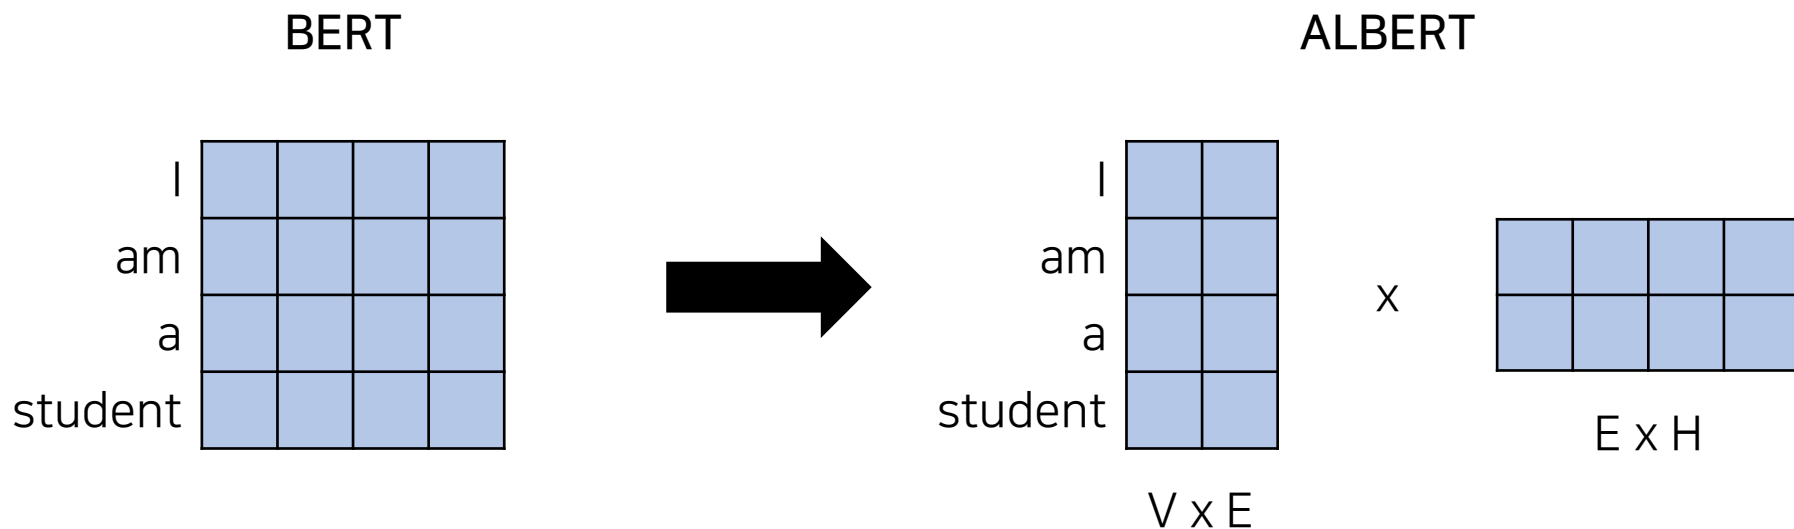 BERT
I
am
a
student
ALBERT
I
am
a
student
V x E
x
E x H